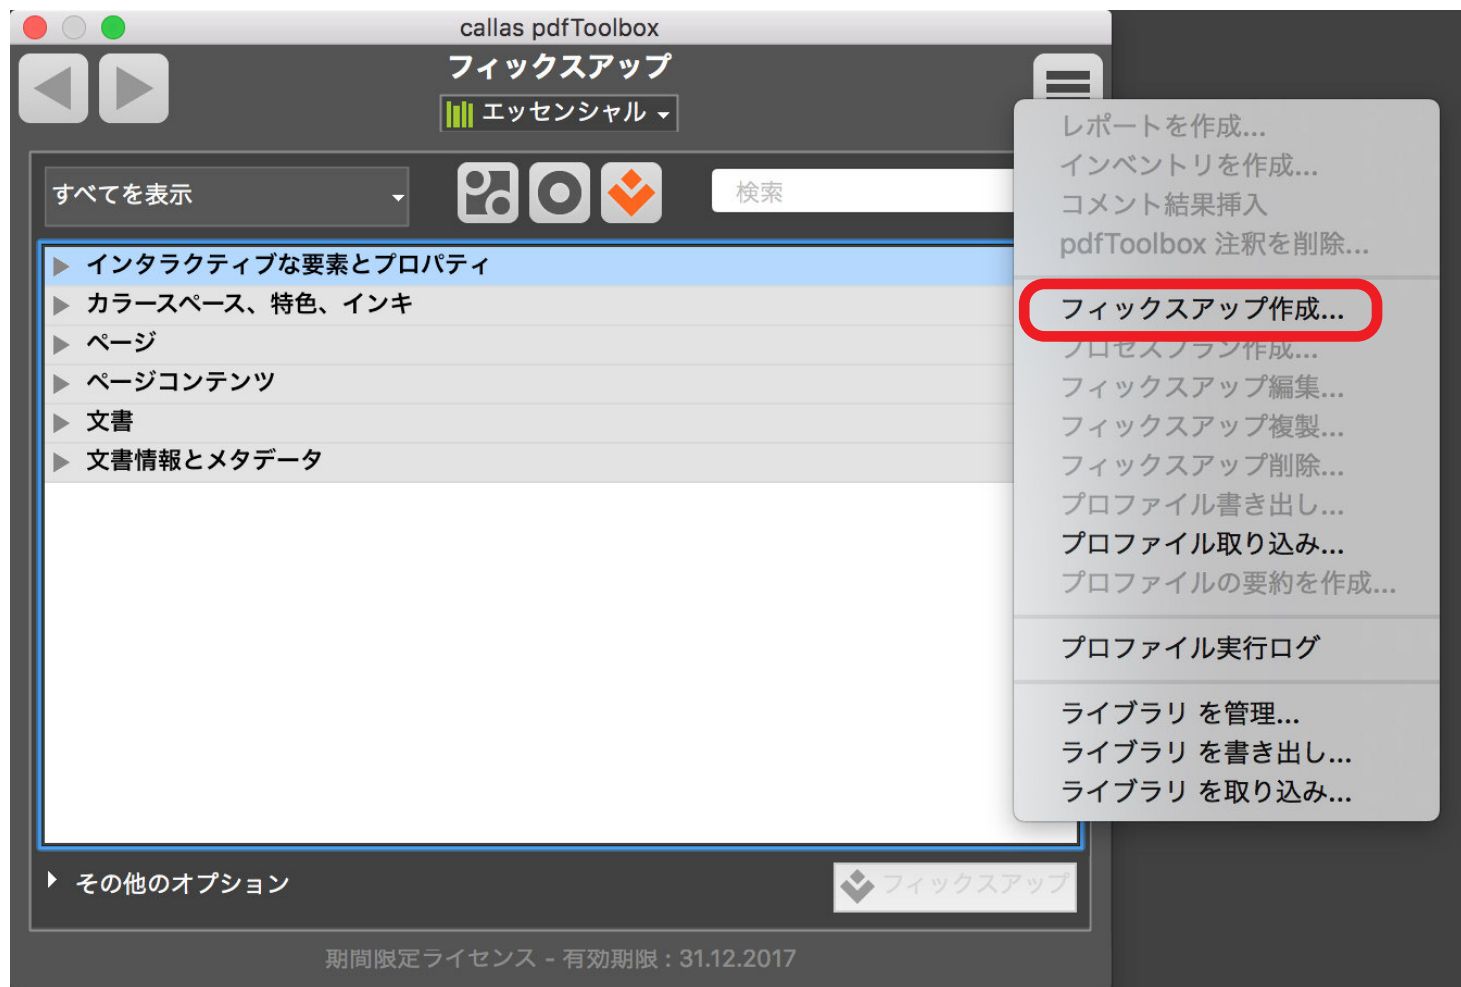 callas pdfToolbox
フィックスアップ
エッセンシャル
すべてを表示
検索
インタラクティブな要素とプロパティ
カラースペース、特色、インキ
ページ
ページコンテンツ
文書
文書情報とメタデータ
その他のオプション
フィックスアップ
期間限定ライセンス - 有効期限 : 31.12.2017
レポートを作成...
インベントリを作成...
コメント結果挿入
pdfToolbox 注釈を削除...
フィックスアップ作成...
プロセスプラン作成...
フィックスアップ編集...
フィックスアップ複製...
フィックスアップ削除...
プロファイル書き出し...
プロファイル取り込み...
プロファイルの要約を作成...
プロファイル実行ログ
ライブラリ を管理...
ライブラリ を書き出し...
ライブラリ を取り込み...